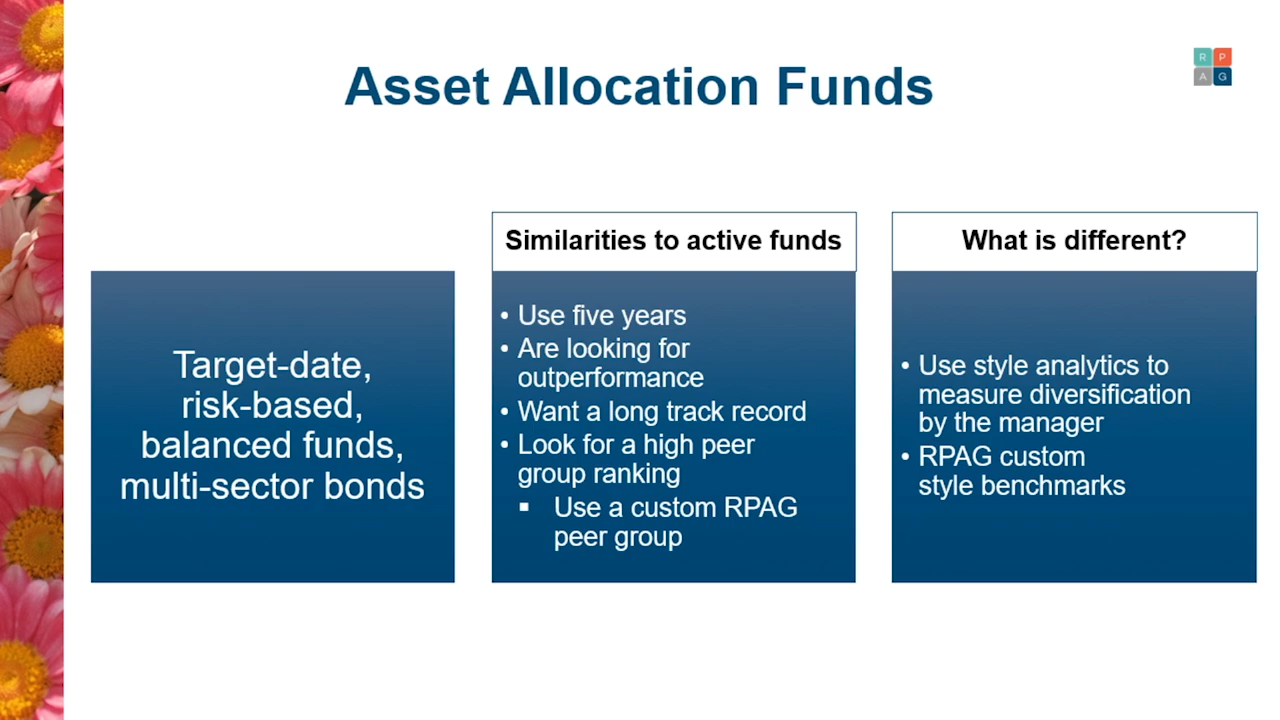 Asset Allocation Funds
R P
A G
Target-date,
risk-based,
balanced funds,
multi-sector bonds
Similarities to active funds
• Use five years
• Are looking for
outperformance
• Want a long track record
• Look for a high peer
group ranking
▪ Use a custom RPAG
peer group
What is different?
• Use style analytics to
measure diversification
by the manager
• RPAG custom
style benchmarks